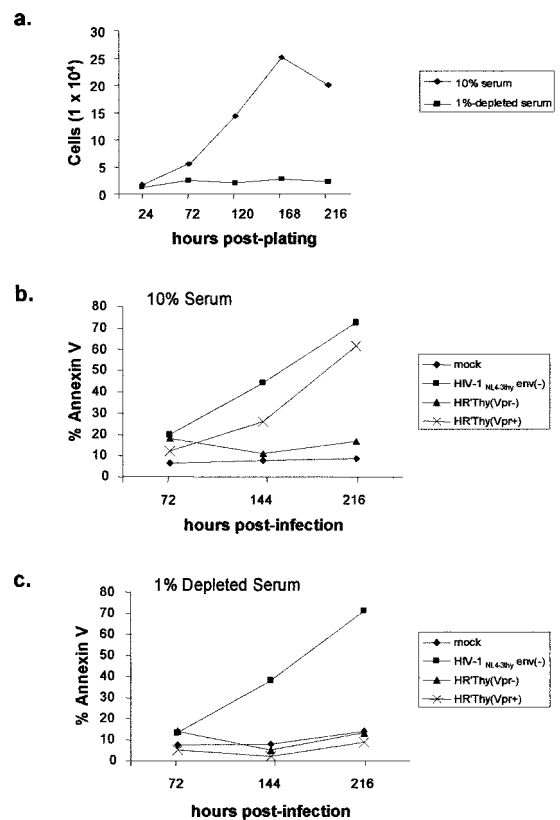 a.
30
25
20
15
10
5
0
Cells (1 x 10⁴)
24 72 120 168 216
hours post-plating
10% serum
1%-depleted serum
b.
10% Serum
80
70
60
50
40
30
20
10
0
% Annexin V
72 144 216
hours post-infection
mock
HIV-1 NL4-3thy env(-)
HR'Thy(Vpr-)
HR'Thy(Vpr+)
c.
1% Depleted Serum
80
70
60
50
40
30
20
10
0
% Annexin V
72 144 216
hours post-infection
mock
HIV-1 NL4-3thy env(-)
HR'Thy(Vpr-)
HR'Thy(Vpr+)